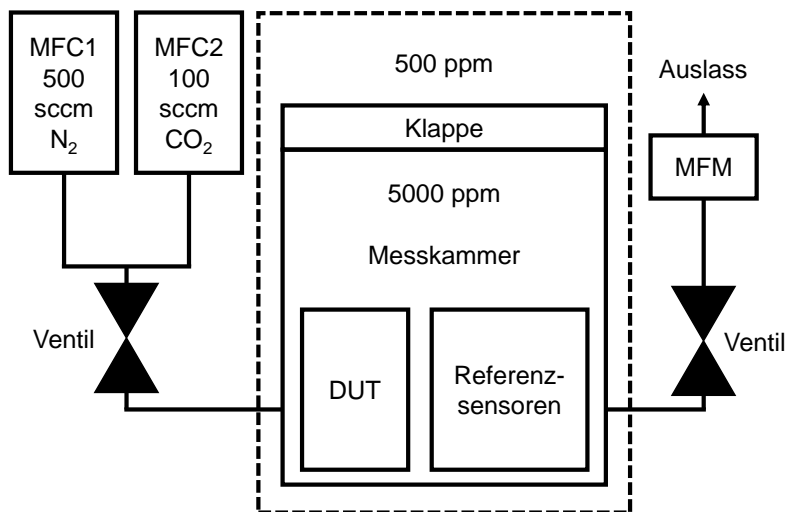 MFC1
500
sccm
N₂
MFC2
100
sccm
CO₂
500 ppm
Klappe
5000 ppm
Messkammer
DUT
Referenz-
sensoren
Ventil
Auslass
MFM
Ventil